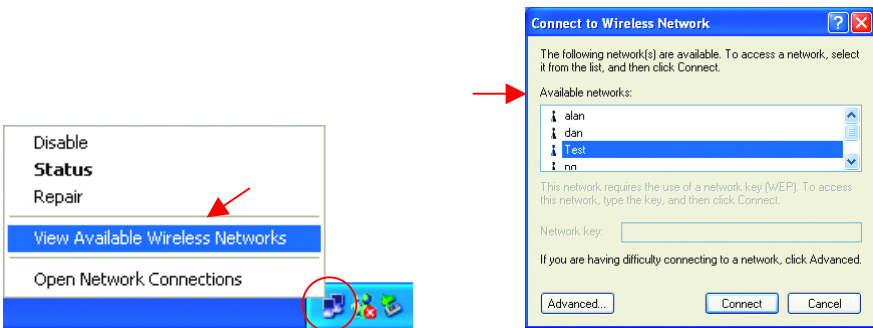 Disable
Status
Repair
View Available Wireless Networks
Open Network Connections
Connect to Wireless Network
The following network(s) are available. To access a network, select
it from the list, and then click Connect.
Available networks:
alan
dan
Test
This network requires the use of a network key (WEP). To access
this network, type the key, and then click Connect.
Network key:
If you are having difficulty connecting to a network, click Advanced.
Advanced...
Connect
Cancel